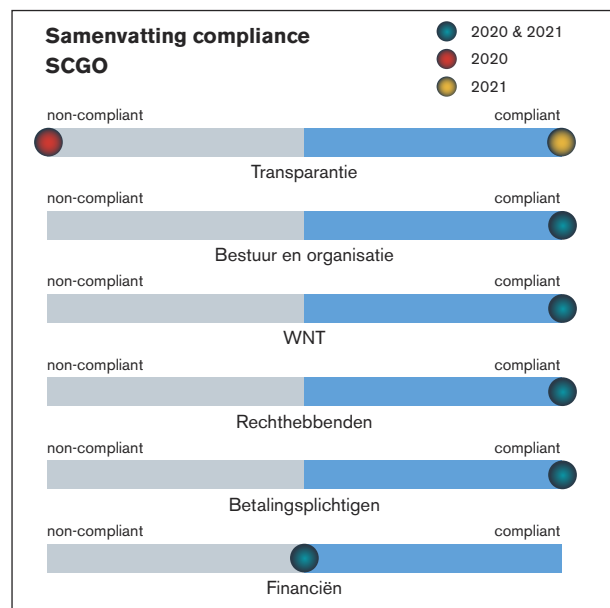 Samenvatting compliance
SCGO
2020 & 2021
2020
2021
non-compliant compliant
Transparantie
non-compliant compliant
Bestuur en organisatie
non-compliant compliant
WNT
non-compliant compliant
Rechthebbenden
non-compliant compliant
Betalingsplichtigen
non-compliant compliant
Financiën